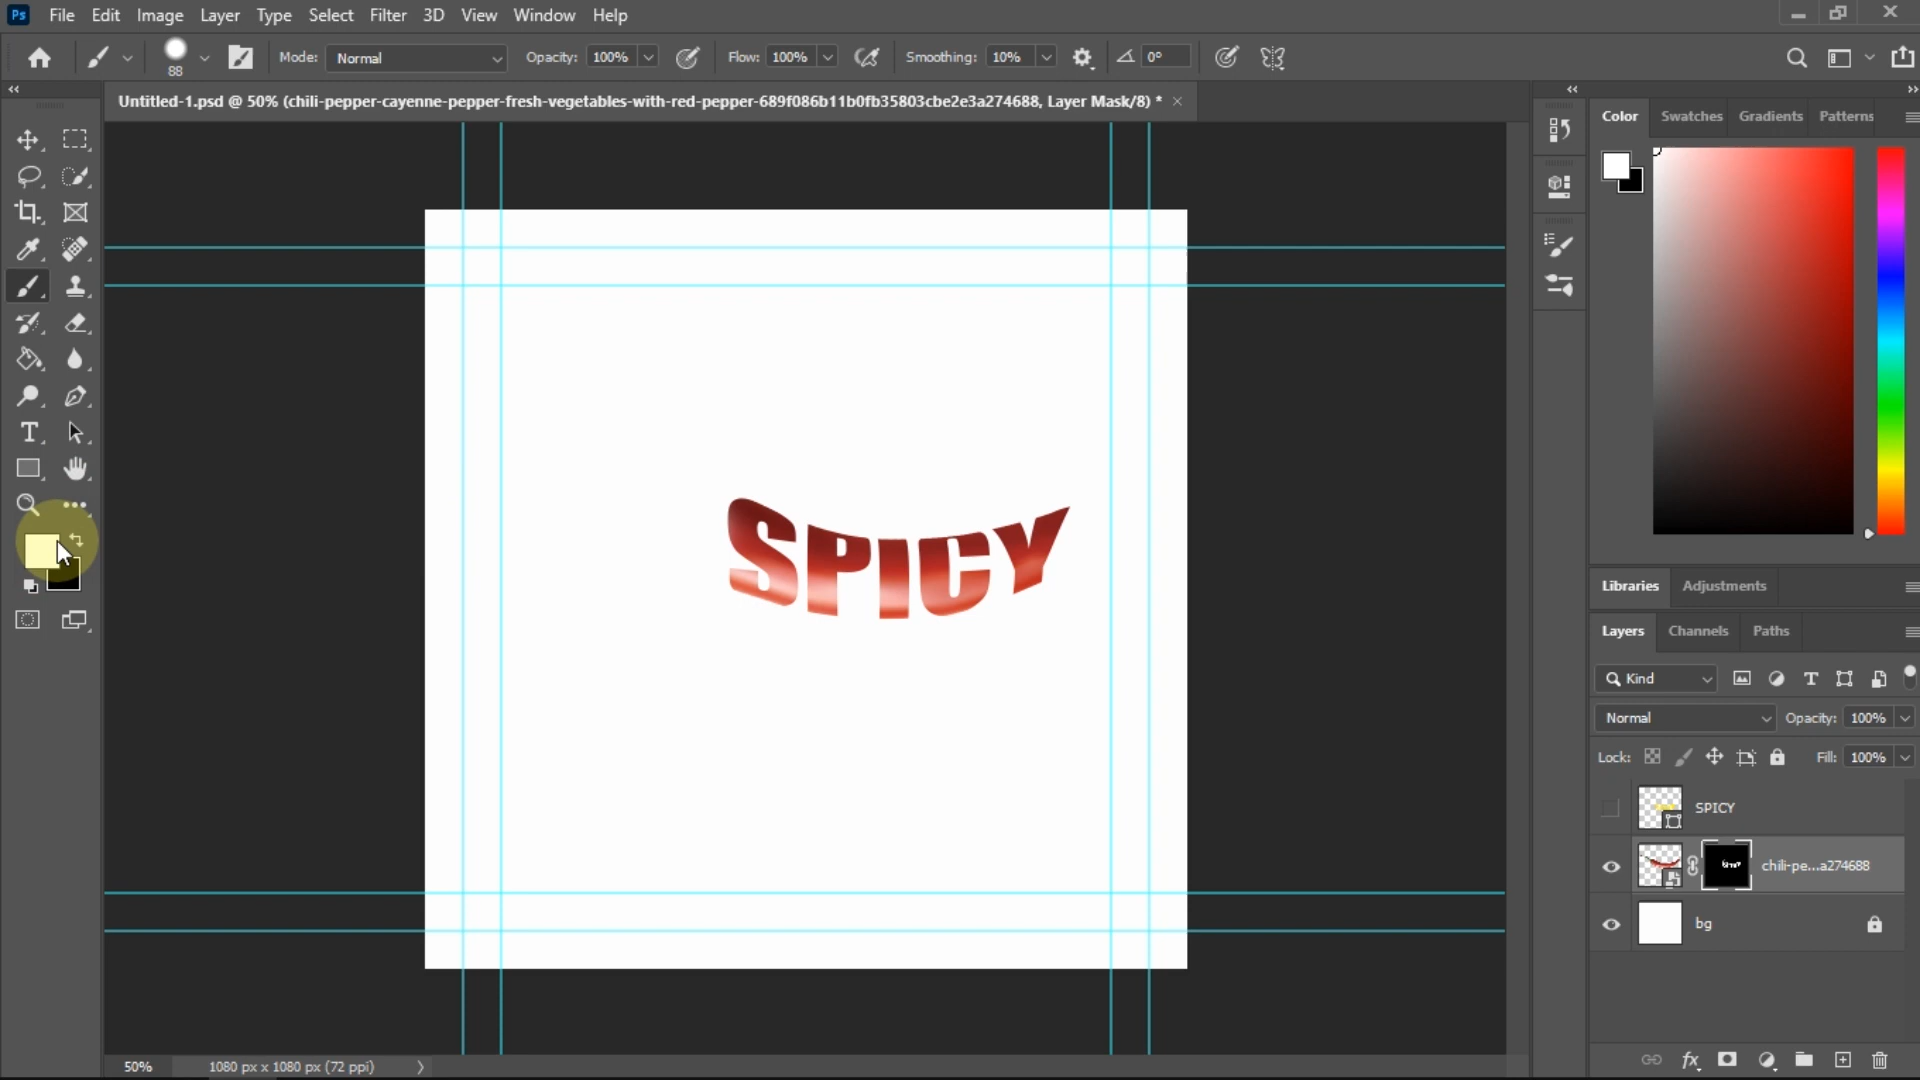 Ps File Edit Image Layer Type Select Filter 3D View Window Help
88 Mode: Normal Opacity: 100% Flow: 100% Smoothing: 10% 0°
Untitled-1.psd @ 50% (chili-pepper-cayenne-pepper-fresh-vegetables-with-red-pepper-689f086b11b0fb35803cbe2e3a274688, Layer Mask/8) * ×
Color Swatches Gradients Patterns
SPICY
Libraries Adjustments
Layers Channels Paths
Kind
Normal Opacity: 100%
Lock: Fill: 100%
SPICY
chili-pe...a274688
bg
50% 1080 px x 1080 px (72 ppi)